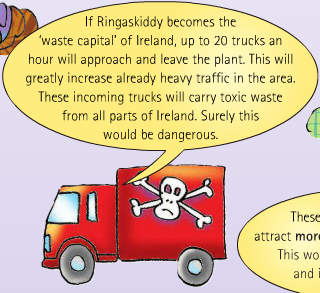 If Ringaskiddy becomes the
'waste capital' of Ireland, up to 20 trucks an
hour will approach and leave the plant. This will
greatly increase already heavy traffic in the area.
These incoming trucks will carry toxic waste
from all parts of Ireland. Surely this
would be dangerous.
These
attract more
This wo
and i